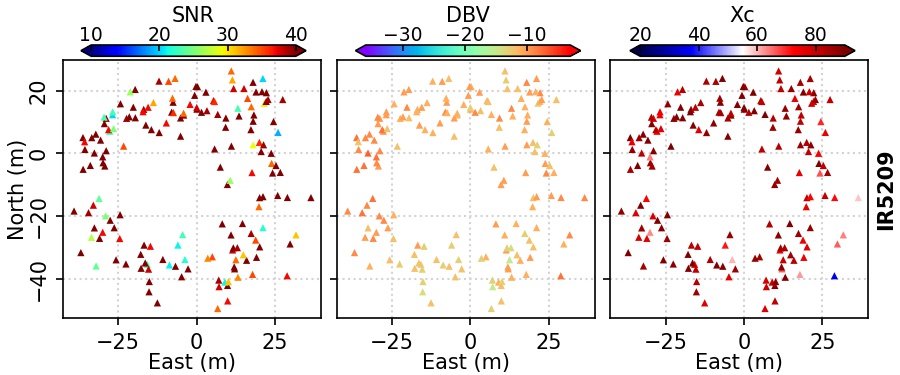 SNR DBV Xc
10 20 30 40 −30 −20 −10 20 40 60 80
20
0
−20
−40
North (m)
−25 0 25 −25 0 25 −25 0 25
East (m) East (m) East (m)
IR5209